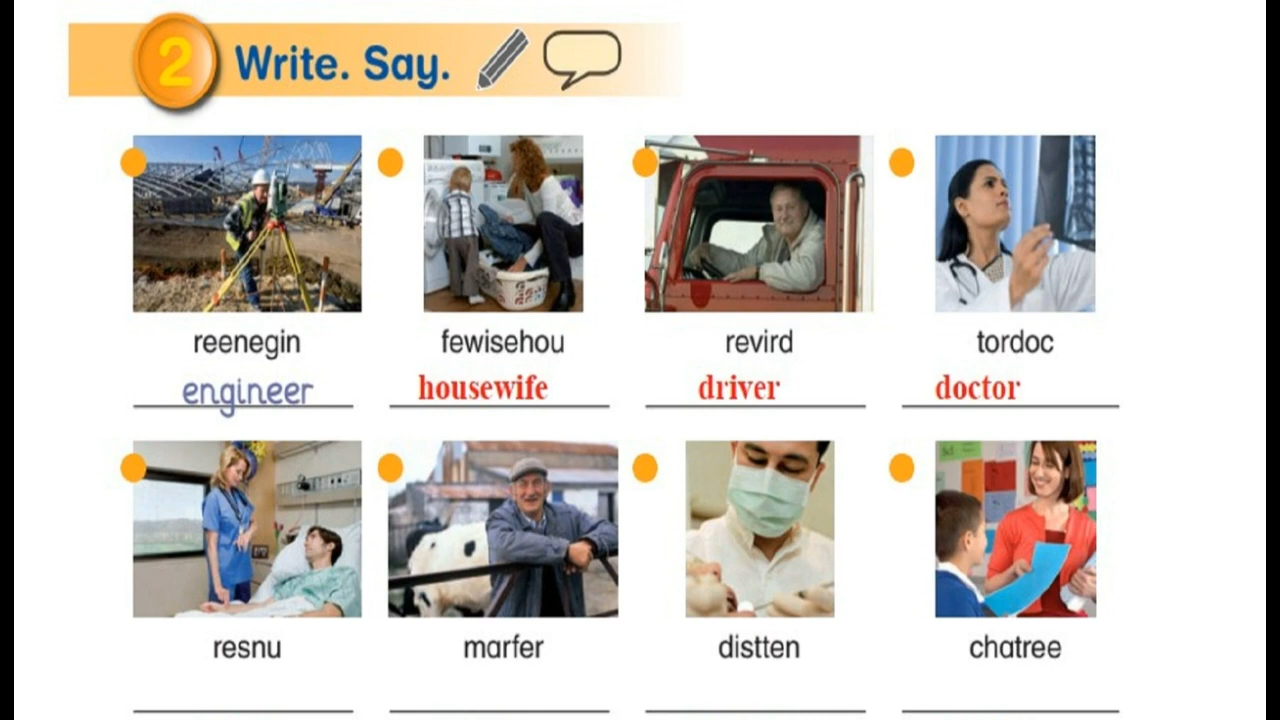 2 Write. Say.
reenegin fewisehou revird tordoc
engineer housewife driver doctor
resnu marfer distten chatree